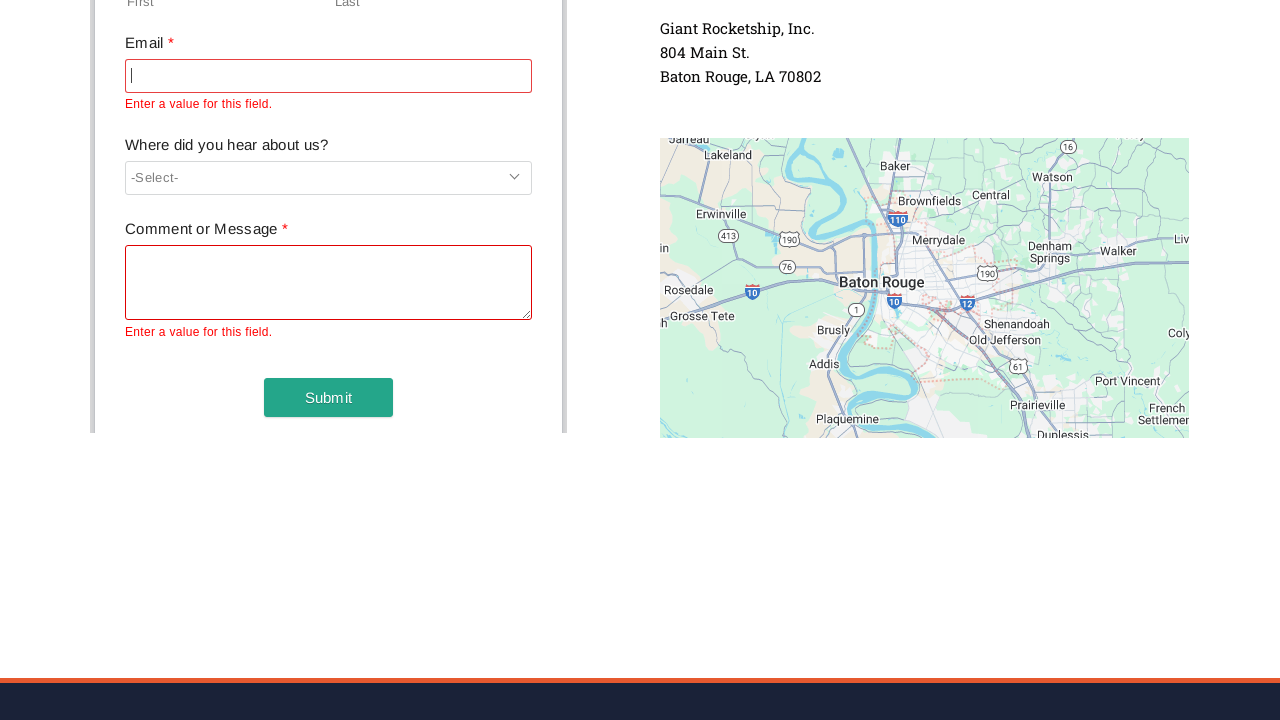 First
Last
Email *
Enter a value for this field.
Where did you hear about us?
-Select-
Comment or Message *
Enter a value for this field.
Submit
Giant Rocketship, Inc.
804 Main St.
Baton Rouge, LA 70802
Jarreau
Lakeland
Baker
16
Watson
Central
Brownfields
Erwinville
110
413
190
Merrydale
Denham
Springs
Walker
Liv
in
76
190
Baton Rouge
Rosedale
10
10
12
1
h
Grosse Tete
Brusly
Shenandoah
Old Jefferson
Coly
Addis
61
Port Vincent
Plaquemine
Prairieville
French
Settlemen
Duplessis